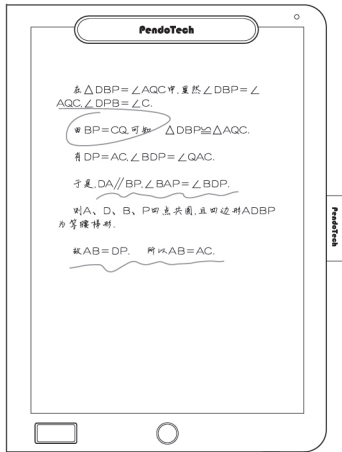 PendoTech
在△DBP=∠AQC中,显然∠DBP=∠
AQC,∠DPB=∠C.
由BP=CQ,可知 △DBP≌△AQC.
有DP=AC,∠BDP=∠QAC.
于是,DA∥BP,∠BAP=∠BDP.
则A、D、B、P四点共圆,且四边形ADBP
为等腰梯形.
故AB=DP. 所以AB=AC.
PendoTech